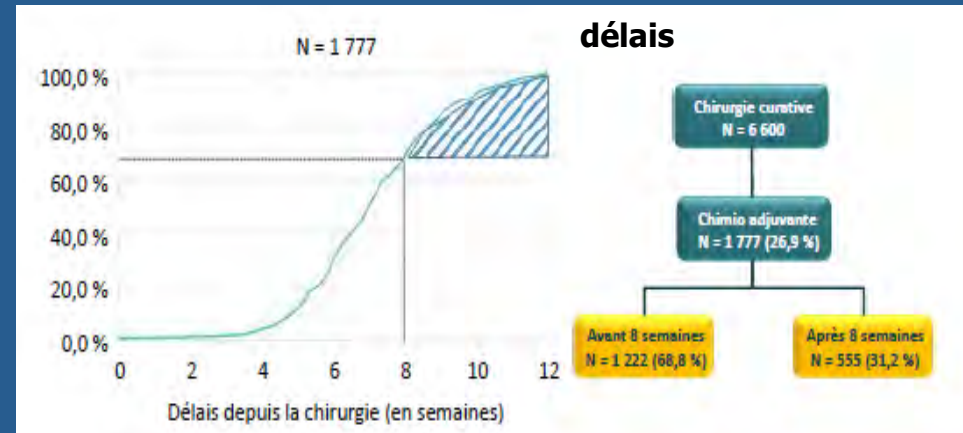 délais
N = 1 777
100,0 %
80,0 %
60,0 %
40,0 %
20,0 %
0,0 %
0 2 4 6 8 10 12
Délais depuis la chirurgie (en semaines)
Chirurgie curative
N = 6 600
Chimio adjuvante
N = 1 777 (26,9 %)
Avant 8 semaines
N = 1 222 (68,8 %)
Après 8 semaines
N = 555 (31,2 %)